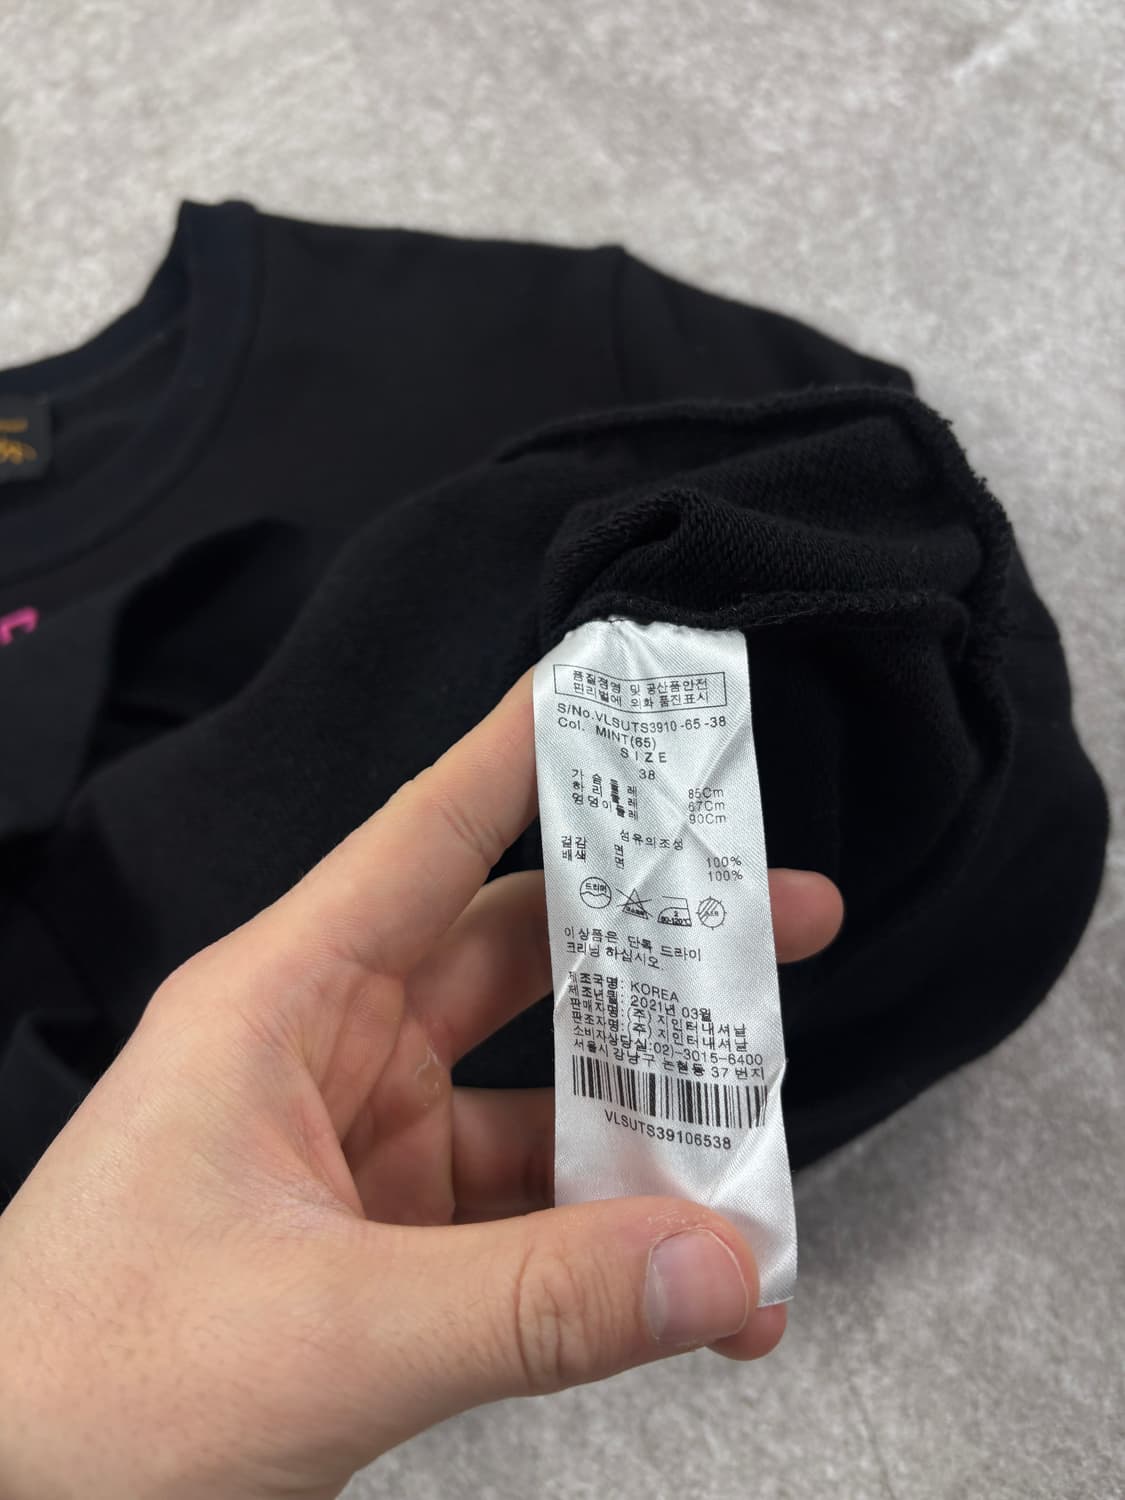 품질경영 및 공산품안전
관리법에 의한 품질표시
S/No.VLSUTS3910-65-38
Col. MINT(65)
SIZE
38
가슴둘레 85Cm
허리둘레 67Cm
엉덩이둘레 90Cm
섬유의조성
겉감 면 100%
배색 면 100%
드라이
2
80-120℃
이상품은 단독 드라이
크리닝 하십시오.
제조국명: KOREA
제조년월: 2021년 03월
판매자명:(주)지인터내셔날
제조자명:(주)지인터내셔날
소비자상담실:02)-3015-6400
서울시 강남구 논현동 37 번지
VLSUTS39106538